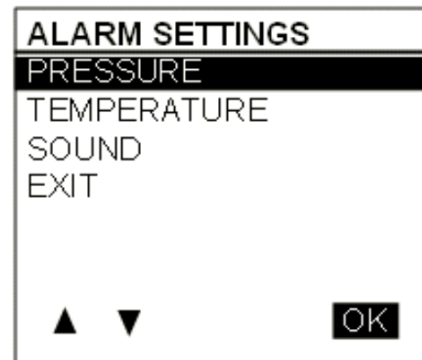 ALARM SETTINGS
PRESSURE
TEMPERATURE
SOUND
EXIT
OK